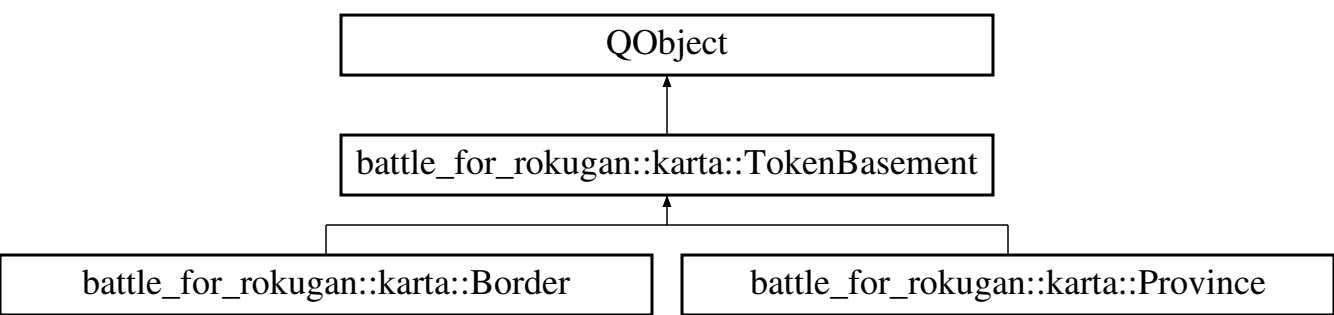 QObject
battle_for_rokugan::karta::TokenBasement
battle_for_rokugan::karta::Border
battle_for_rokugan::karta::Province